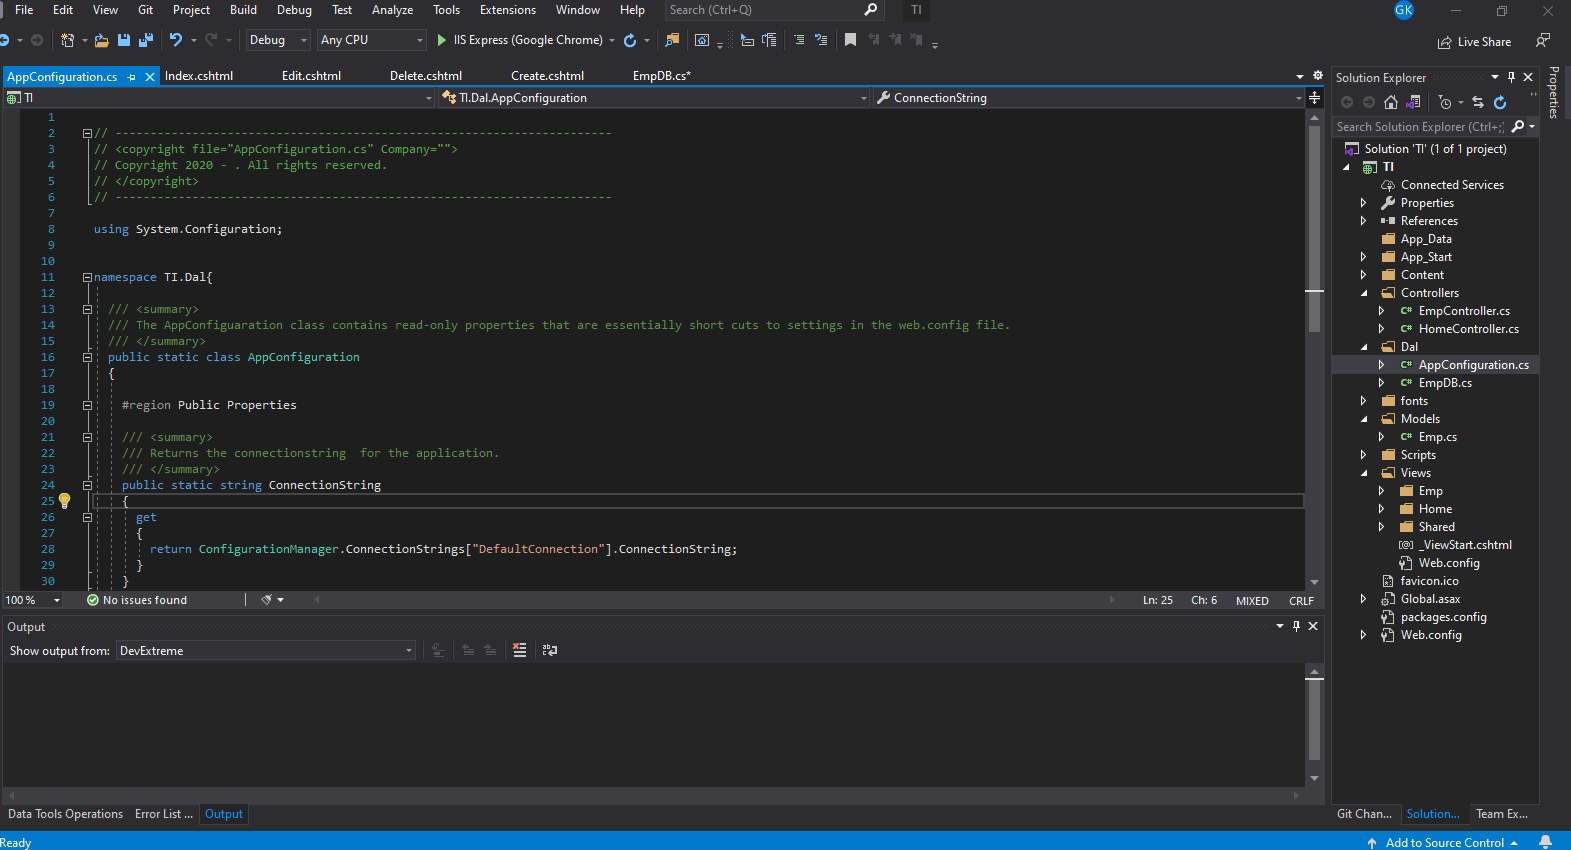 File Edit View Git Project Build Debug Test Analyze Tools Extensions Window Help Search (Ctrl+Q) TI GK
Debug Any CPU IIS Express (Google Chrome) Live Share
AppConfiguration.cs Index.cshtml Edit.cshtml Delete.cshtml Create.cshtml EmpDB.cs*
TI TI.Dal.AppConfiguration ConnectionString
1
2 // -----------------------------------------------------------------------
3 // <copyright file="AppConfiguration.cs" Company="">
4 // Copyright 2020 - . All rights reserved.
5 // </copyright>
6 // -----------------------------------------------------------------------
7
8 using System.Configuration;
9
10
11 namespace TI.Dal{
12
13 /// <summary>
14 /// The AppConfiguaration class contains read-only properties that are essentially short cuts to settings in the web.config file.
15 /// </summary>
16 public static class AppConfiguration
17 {
18
19 #region Public Properties
20
21 /// <summary>
22 /// Returns the connectionstring  for the application.
23 /// </summary>
24 public static string ConnectionString
25 {
26 get
27 {
28 return ConfigurationManager.ConnectionStrings["DefaultConnection"].ConnectionString;
29 }
30 }
100 % No issues found Ln: 25 Ch: 6 MIXED CRLF
Output
Show output from: DevExtreme
Data Tools Operations Error List ... Output
Ready
Solution Explorer
Search Solution Explorer (Ctrl+;)
Solution 'TI' (1 of 1 project)
TI
Connected Services
Properties
References
App_Data
App_Start
Content
Controllers
C# EmpController.cs
C# HomeController.cs
Dal
C# AppConfiguration.cs
C# EmpDB.cs
fonts
Models
C# Emp.cs
Scripts
Views
Emp
Home
Shared
[@] _ViewStart.cshtml
Web.config
favicon.ico
Global.asax
packages.config
Web.config
Git Chan... Solution... Team Ex...
Add to Source Control
Properties